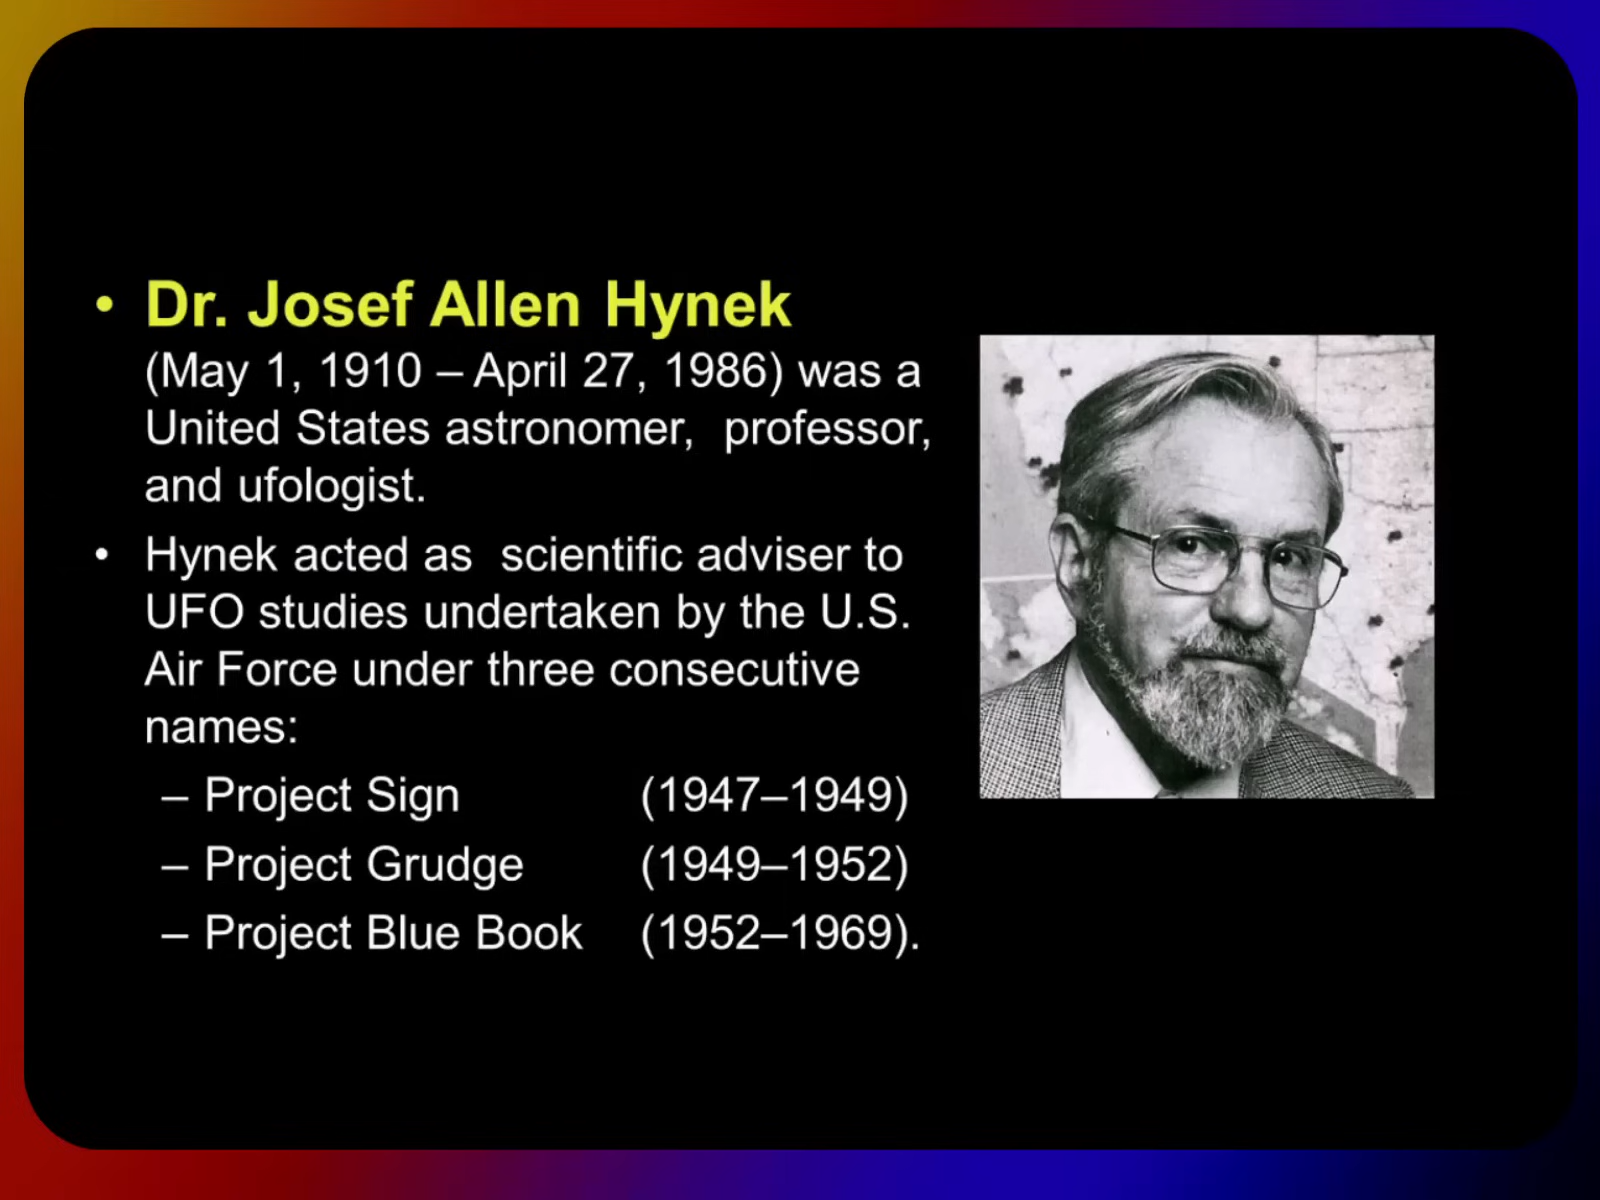 • Dr. Josef Allen Hynek
(May 1, 1910 – April 27, 1986) was a
United States astronomer,  professor,
and ufologist.
• Hynek acted as  scientific adviser to
UFO studies undertaken by the U.S.
Air Force under three consecutive
names:
– Project Sign (1947–1949)
– Project Grudge (1949–1952)
– Project Blue Book (1952–1969).